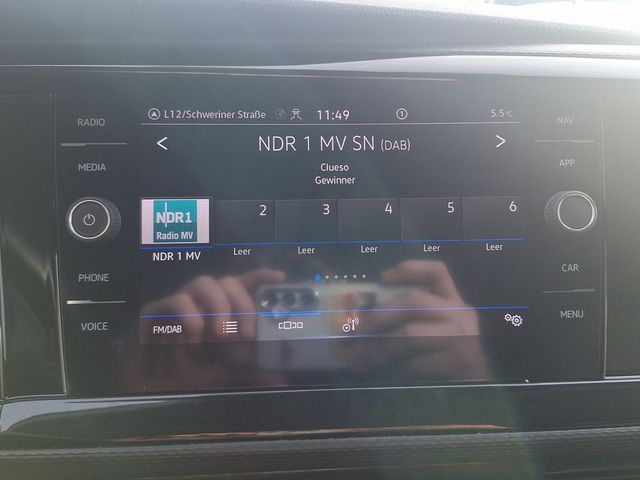 L12/Schweriner Straße 11:49 1 5.5°C
RADIO
NAV
< NDR 1 MV SN (DAB) >
MEDIA
APP
Clueso
Gewinner
NDR1
Radio MV
2 3 4 5 6
NDR 1 MV Leer Leer Leer Leer Leer
PHONE
CAR
VOICE
MENU
FM/DAB